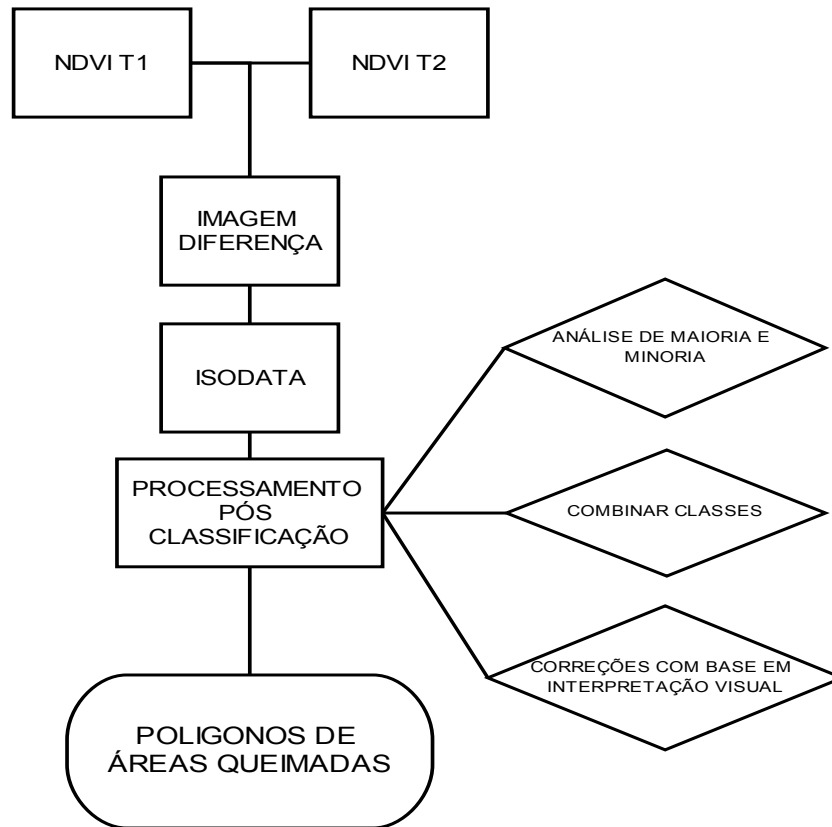 NDVI T1
NDVI T2
IMAGEM
DIFERENÇA
ISODATA
PROCESSAMENTO
PÓS
CLASSIFICAÇÃO
ANÁLISE DE MAIORIA E
MINORIA
COMBINAR CLASSES
CORREÇÕES COM BASE EM
INTERPRETAÇÃO VISUAL
POLIGONOS DE
ÁREAS QUEIMADAS